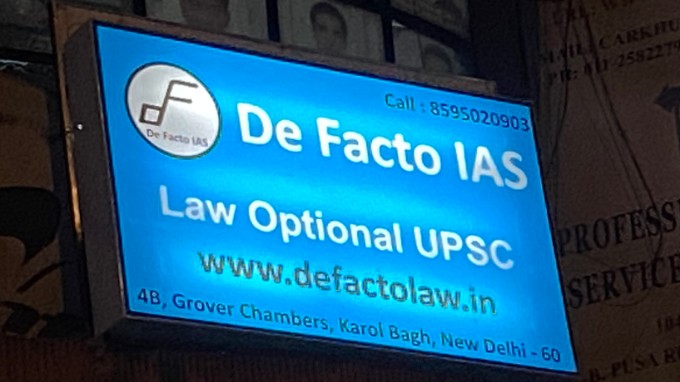 Call : 8595020903
dF
De Facto IAS
De Facto IAS
Law Optional UPSC
www.defactolaw.in
4B, Grover Chambers, Karol Bagh, New Delhi - 60
PROFESS
SERVICE